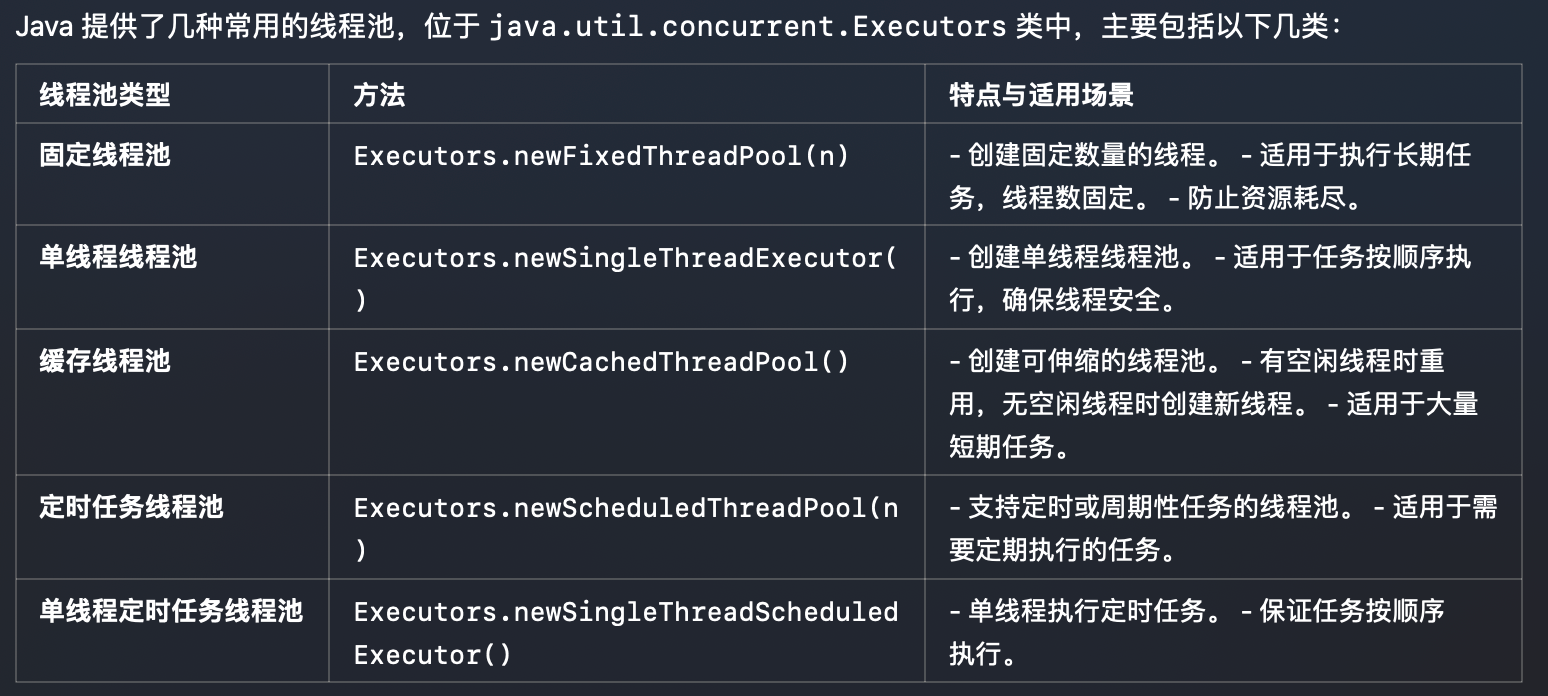 Java 提供了几种常用的线程池，位于 java.util.concurrent.Executors 类中，主要包括以下几类：
线程池类型
方法
特点与适用场景
固定线程池
Executors.newFixedThreadPool(n)
- 创建固定数量的线程。 - 适用于执行长期任
务，线程数固定。 - 防止资源耗尽。
单线程线程池
Executors.newSingleThreadExecutor(
)
- 创建单线程线程池。 - 适用于任务按顺序执
行，确保线程安全。
缓存线程池
Executors.newCachedThreadPool()
- 创建可伸缩的线程池。 - 有空闲线程时重
用，无空闲线程时创建新线程。 - 适用于大量
短期任务。
定时任务线程池
Executors.newScheduledThreadPool(n
)
- 支持定时或周期性任务的线程池。 - 适用于需
要定期执行的任务。
单线程定时任务线程池
Executors.newSingleThreadScheduled
Executor()
- 单线程执行定时任务。 - 保证任务按顺序
执行。